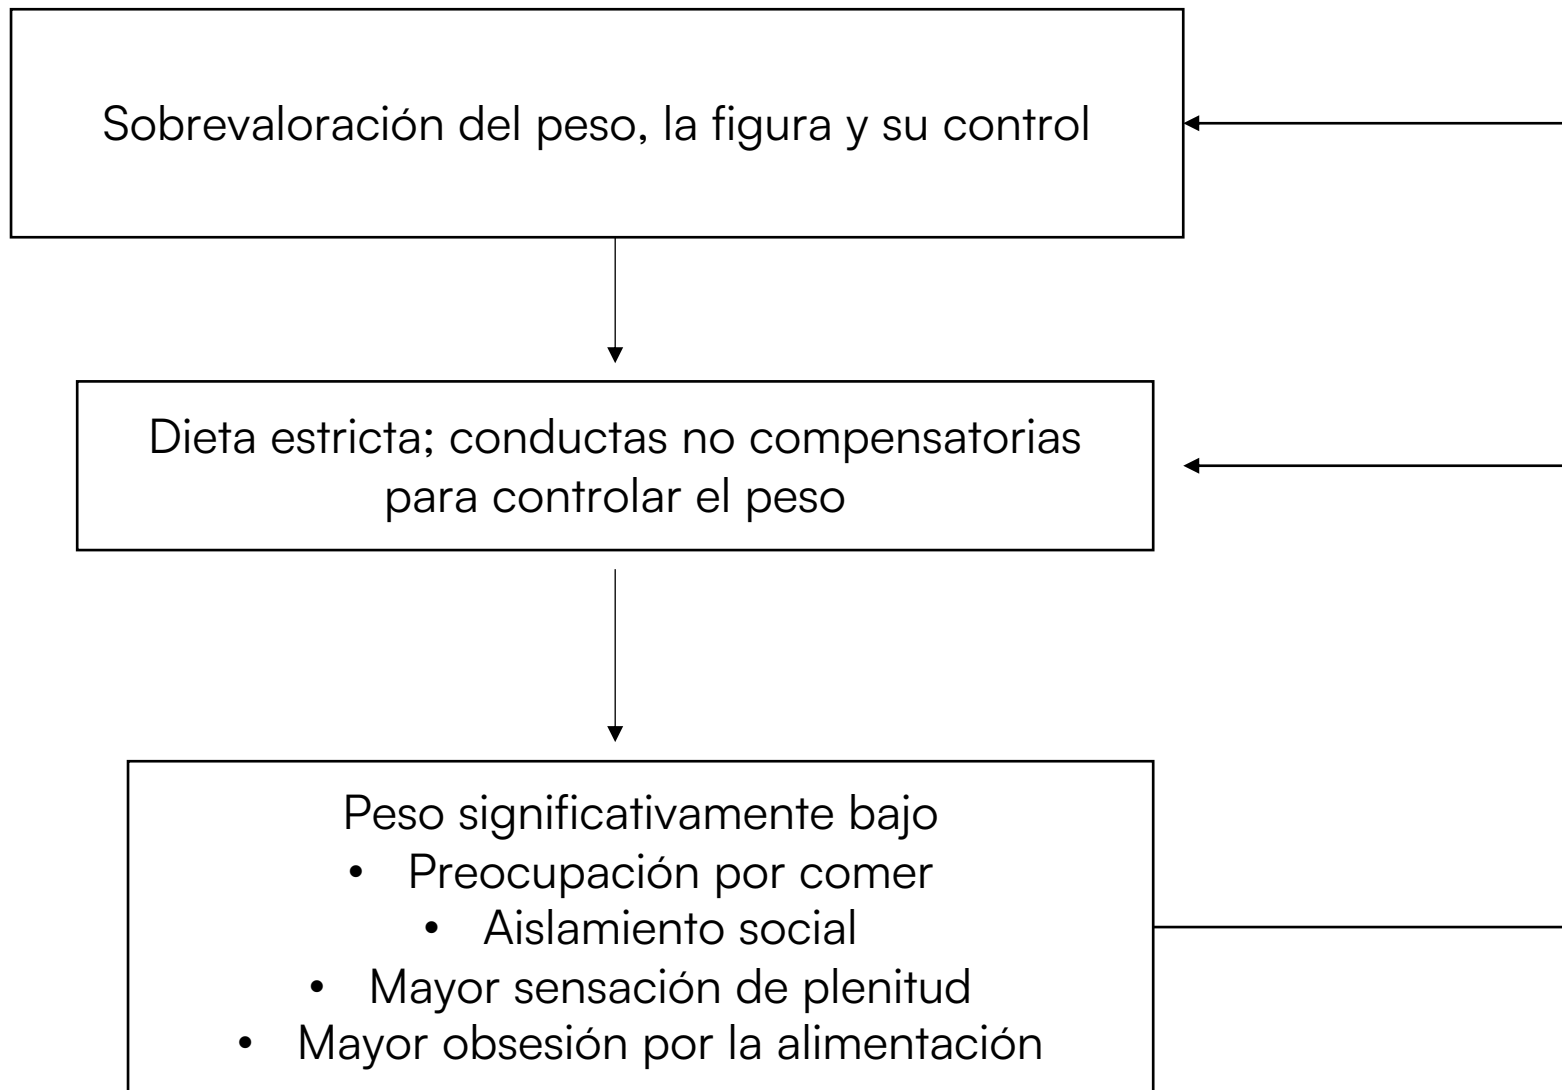 Sobrevaloración del peso, la figura y su control
Dieta estricta; conductas no compensatorias
para controlar el peso
Peso significativamente bajo
• Preocupación por comer
• Aislamiento social
• Mayor sensación de plenitud
• Mayor obsesión por la alimentación